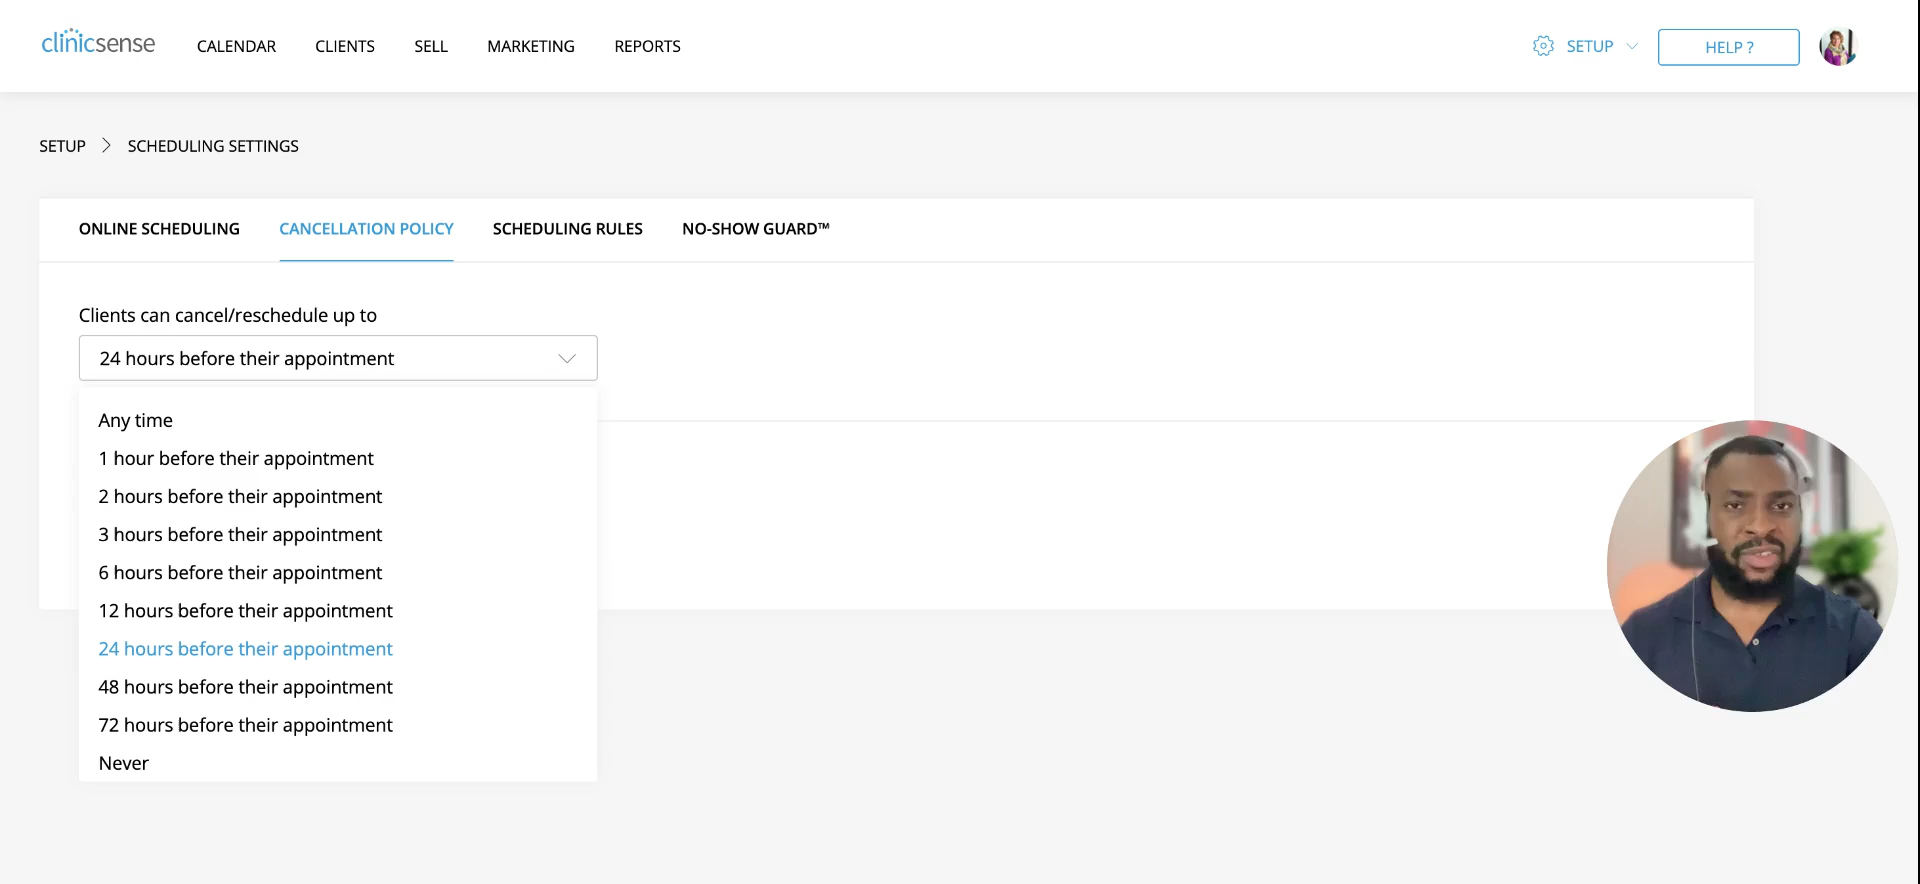 clinicsense
CALENDAR
CLIENTS
SELL
MARKETING
REPORTS
SETUP
HELP ?
SETUP
SCHEDULING SETTINGS
ONLINE SCHEDULING
CANCELLATION POLICY
SCHEDULING RULES
NO-SHOW GUARD™
Clients can cancel/reschedule up to
24 hours before their appointment
Any time
1 hour before their appointment
2 hours before their appointment
3 hours before their appointment
6 hours before their appointment
12 hours before their appointment
24 hours before their appointment
48 hours before their appointment
72 hours before their appointment
Never